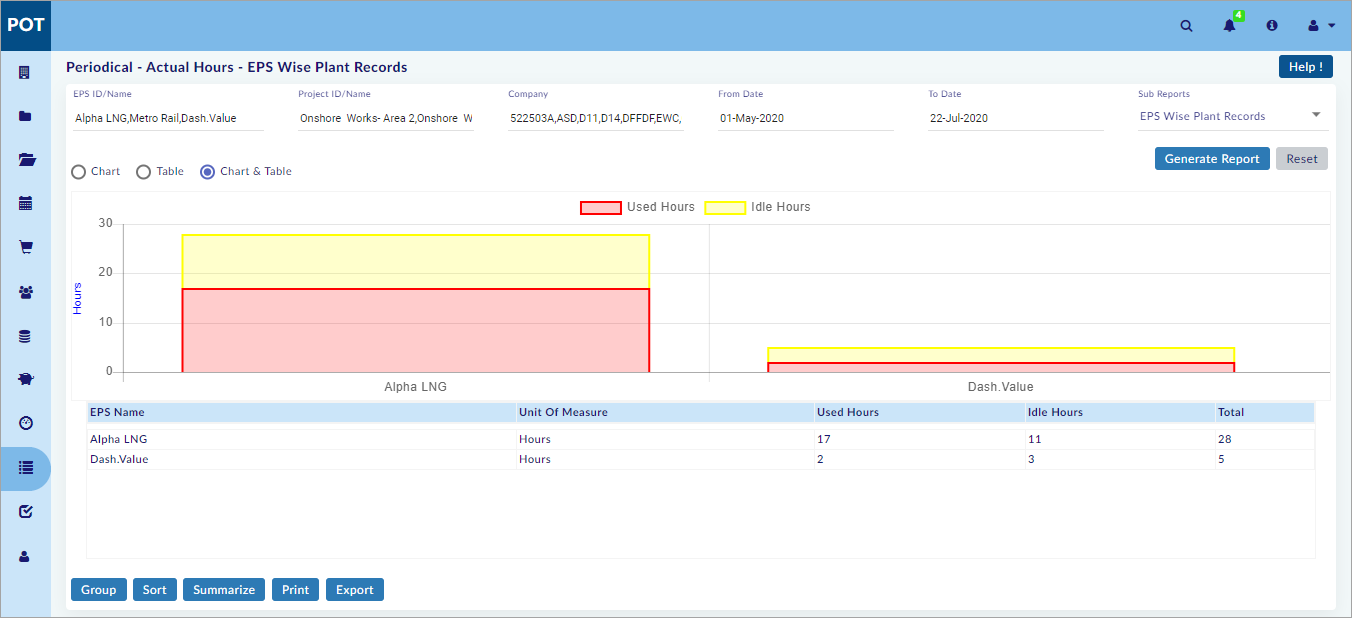 POT
4
Periodical - Actual Hours - EPS Wise Plant Records
Help !
EPS ID/Name Project ID/Name Company From Date To Date Sub Reports
Alpha LNG,Metro Rail,Dash.Value Onshore Works- Area 2,Onshore W 522503A,ASD,D11,D14,DFFDF,EWC, 01-May-2020 22-Jul-2020 EPS Wise Plant Records
Generate Report Reset
Chart Table Chart & Table
Used Hours Idle Hours
30
20
10
0
Hours
Alpha LNG Dash.Value
EPS Name Unit Of Measure Used Hours Idle Hours Total
Alpha LNG Hours 17 11 28
Dash.Value Hours 2 3 5
Group Sort Summarize Print Export